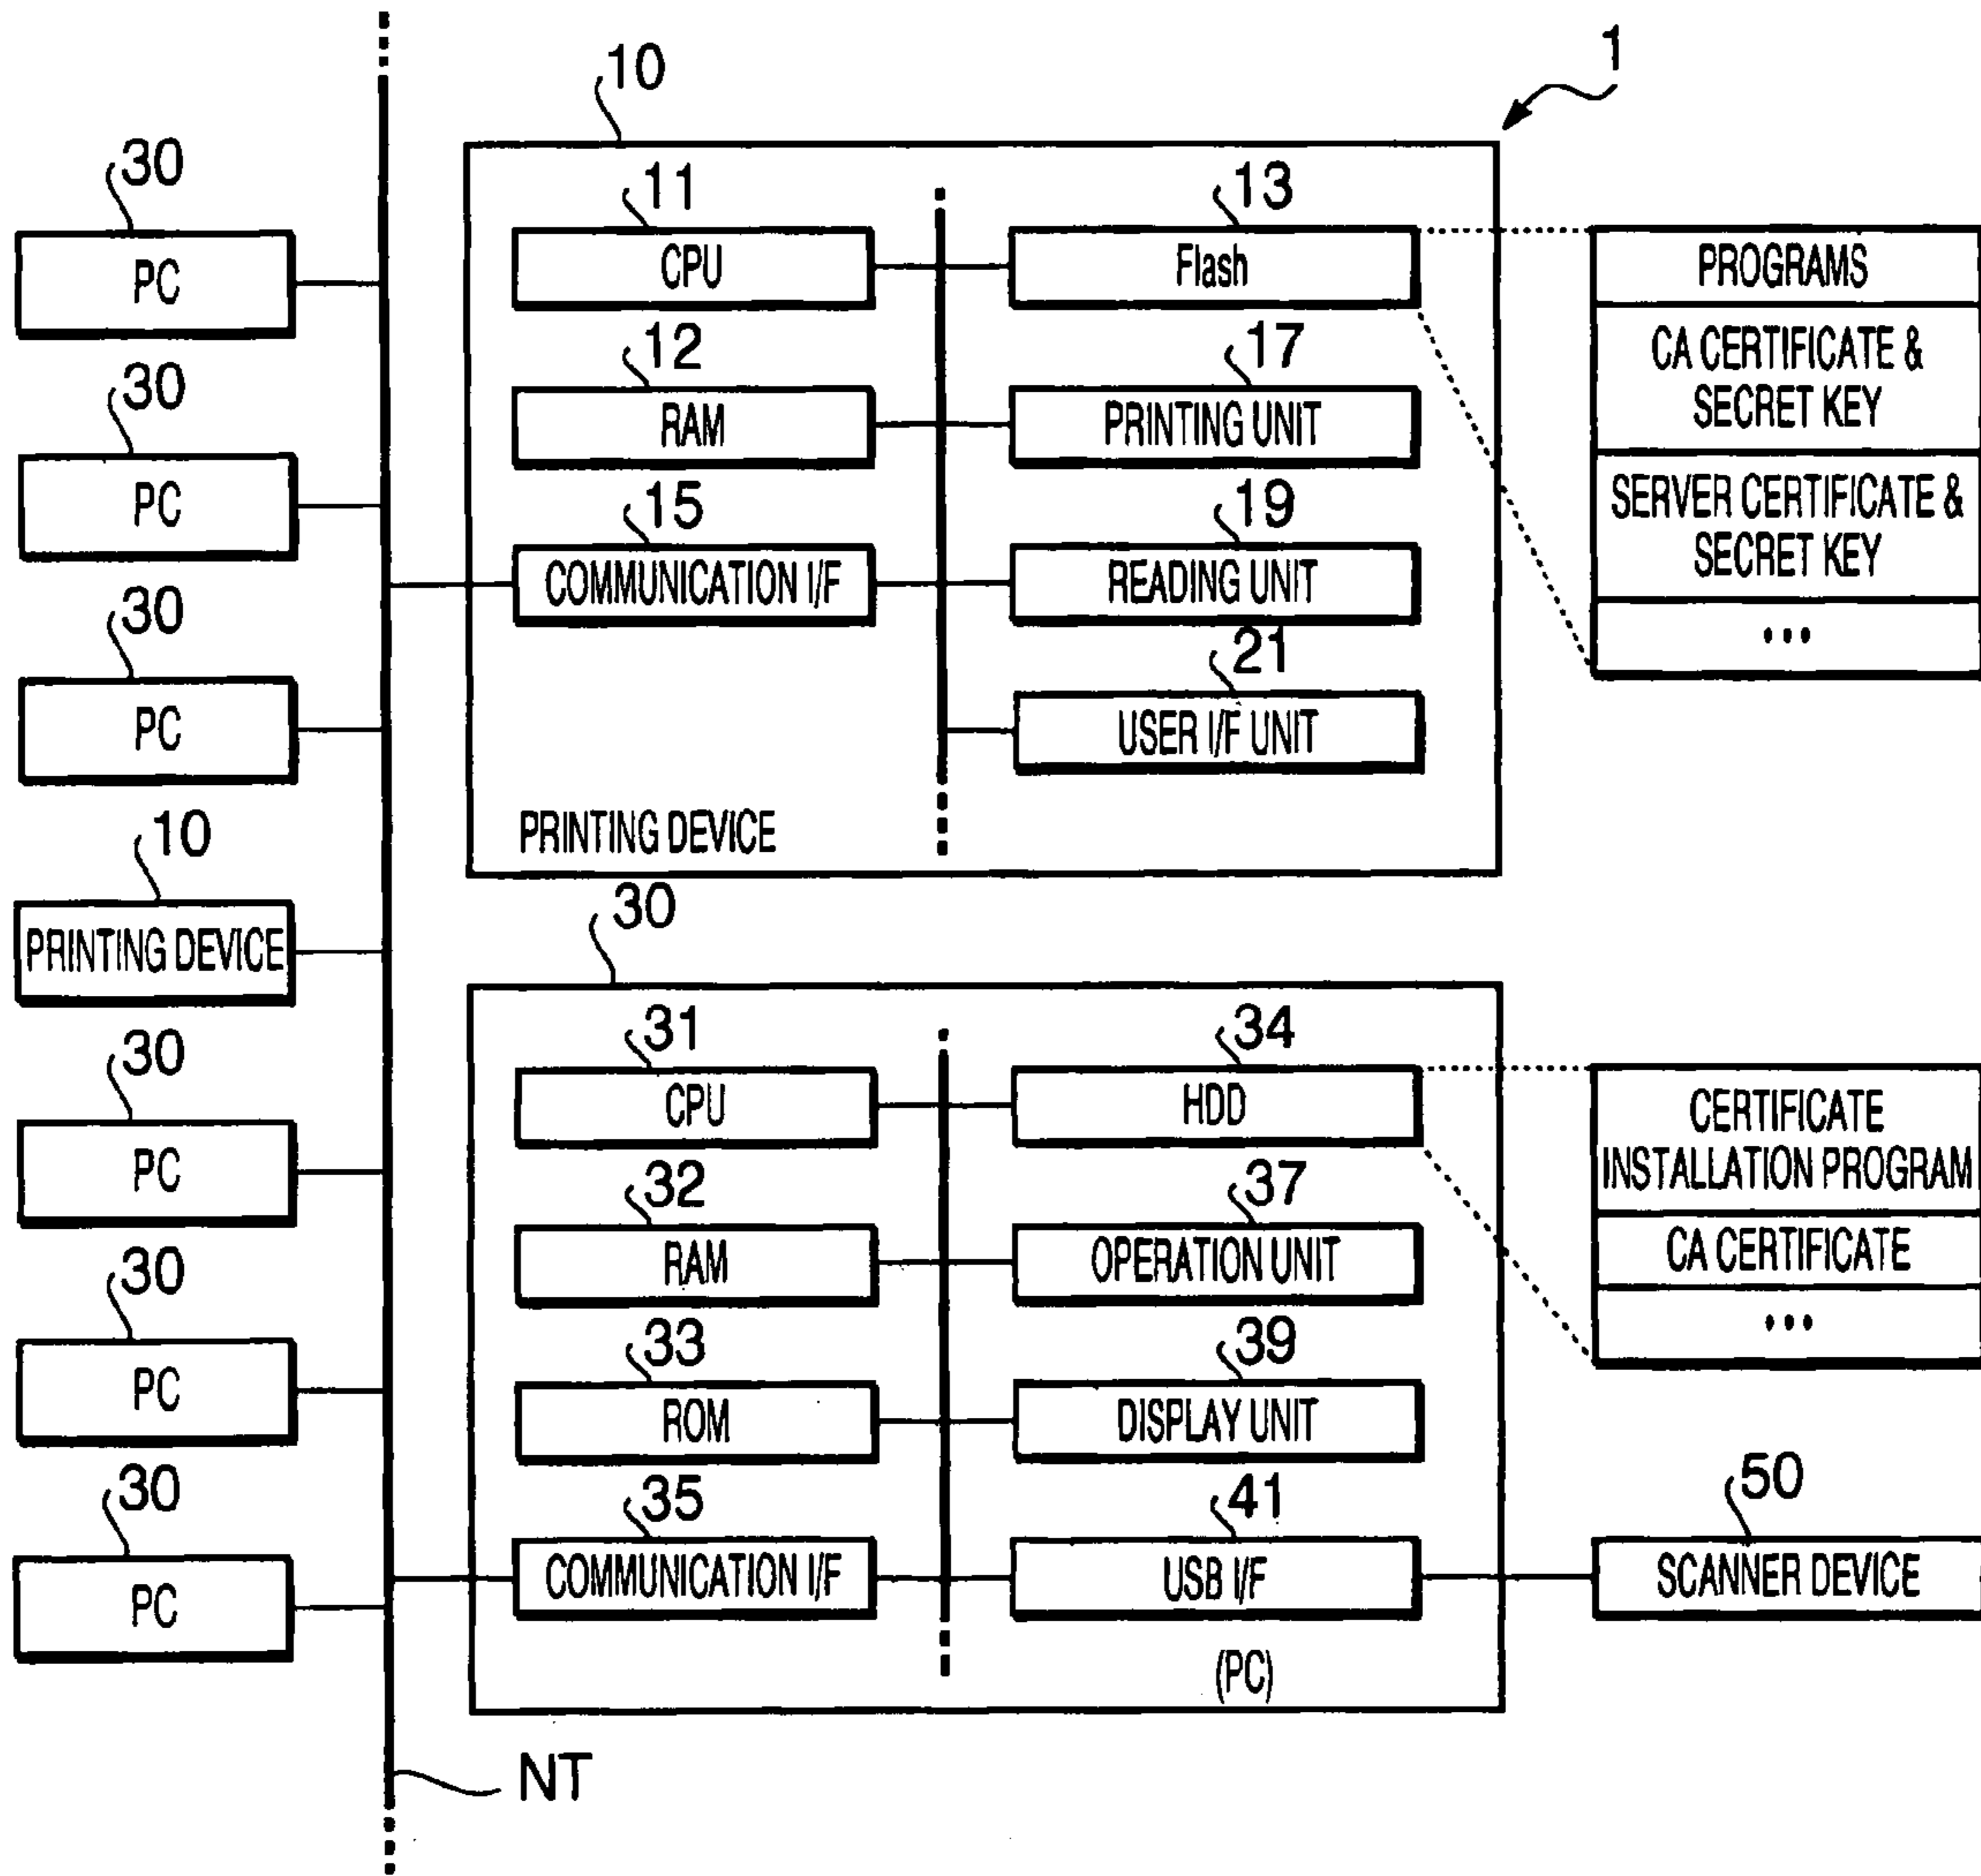 1
10
11
CPU
13
Flash
12
RAM
17
PRINTING UNIT
15
COMMUNICATION I/F
19
READING UNIT
21
USER I/F UNIT
PRINTING DEVICE
PROGRAMS
CA CERTIFICATE &
SECRET KEY
SERVER CERTIFICATE &
SECRET KEY
•••
30
PC
30
PC
30
PC
10
PRINTING DEVICE
30
PC
30
PC
30
PC
30
31
CPU
34
HDD
32
RAM
37
OPERATION UNIT
33
ROM
39
DISPLAY UNIT
35
COMMUNICATION I/F
41
USB I/F
(PC)
CERTIFICATE
INSTALLATION PROGRAM
CA CERTIFICATE
•••
50
SCANNER DEVICE
NT